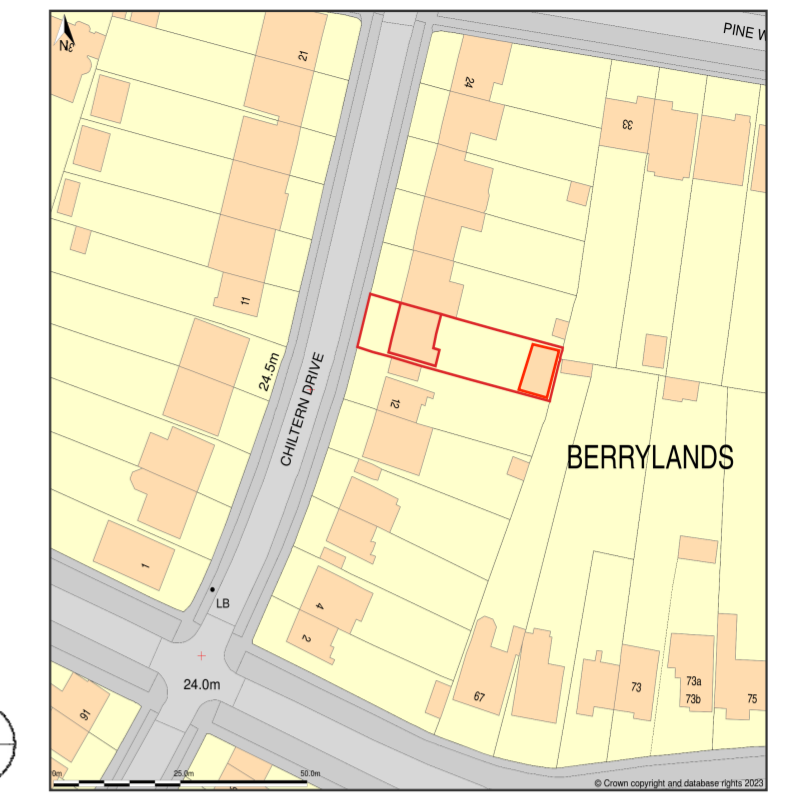 N
21
24
PINE W
33
11
24.5m
CHILTERN DRIVE
12
BERRYLANDS
1
LB
4
2
24.0m
67
73
73a
73b
75
91
0m
25.0m
50.0m
© Crown copyright and database rights 2023